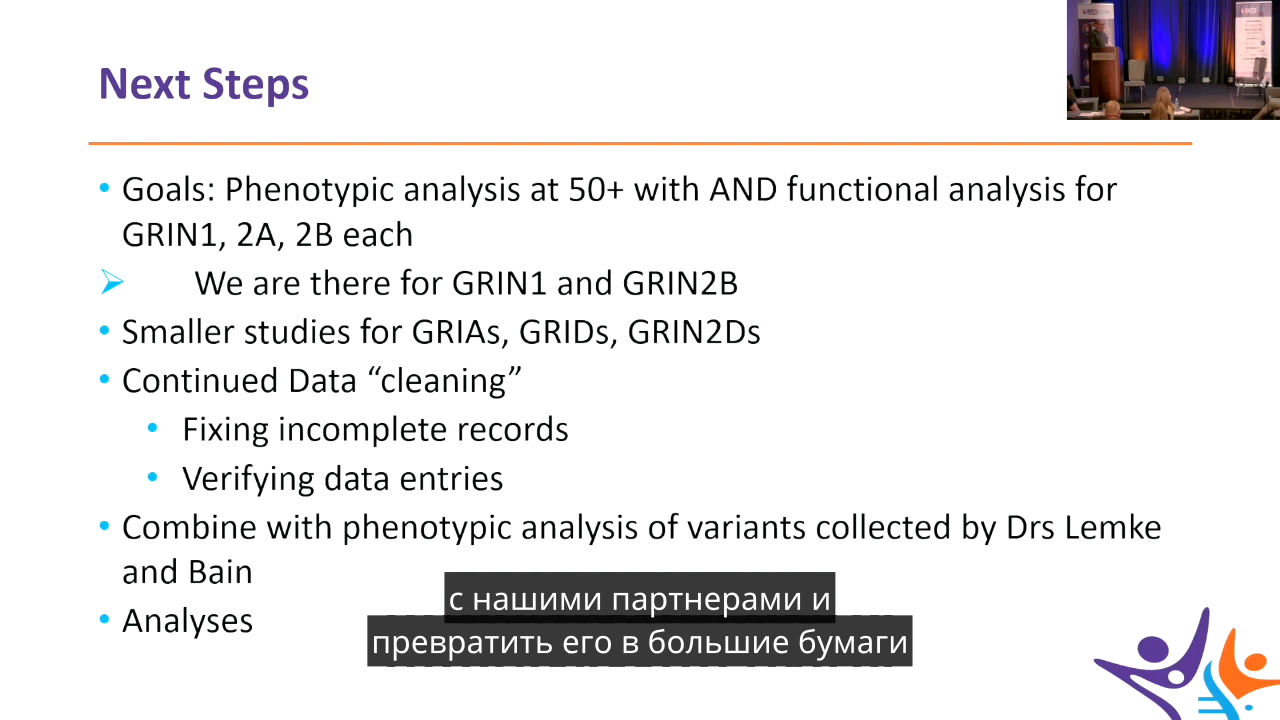 Next Steps
• Goals: Phenotypic analysis at 50+ with AND functional analysis for
GRIN1, 2A, 2B each
➢ We are there for GRIN1 and GRIN2B
• Smaller studies for GRIAs, GRIDs, GRIN2Ds
• Continued Data “cleaning”
• Fixing incomplete records
• Verifying data entries
• Combine with phenotypic analysis of variants collected by Drs Lemke
and Bain
• Analyses
с нашими партнерами и
превратить его в большие бумаги